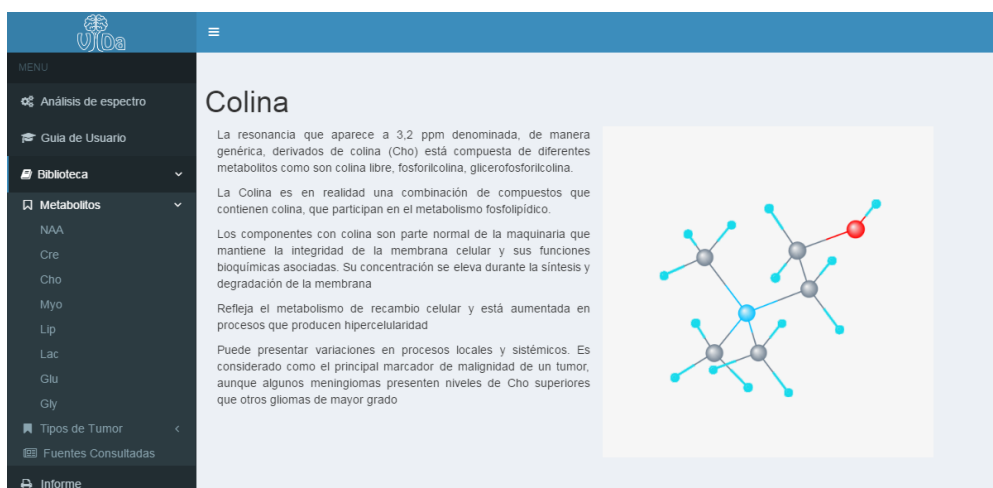 VIDa
MENU
Análisis de espectro
Guia de Usuario
Biblioteca
Metabolitos
NAA
Cre
Cho
Myo
Lip
Lac
Glu
Gly
Tipos de Tumor
Fuentes Consultadas
Informe
Colina
La resonancia que aparece a 3,2 ppm denominada, de manera
genérica, derivados de colina (Cho) está compuesta de diferentes
metabolitos como son colina libre, fosforilcolina, glicerofosforilcolina.
La Colina es en realidad una combinación de compuestos que
contienen colina, que participan en el metabolismo fosfolipídico.
Los componentes con colina son parte normal de la maquinaria que
mantiene la integridad de la membrana celular y sus funciones
bioquímicas asociadas. Su concentración se eleva durante la síntesis y
degradación de la membrana
Refleja el metabolismo de recambio celular y está aumentada en
procesos que producen hipercelularidad
Puede presentar variaciones en procesos locales y sistémicos. Es
considerado como el principal marcador de malignidad de un tumor,
aunque algunos meningiomas presenten niveles de Cho superiores
que otros gliomas de mayor grado